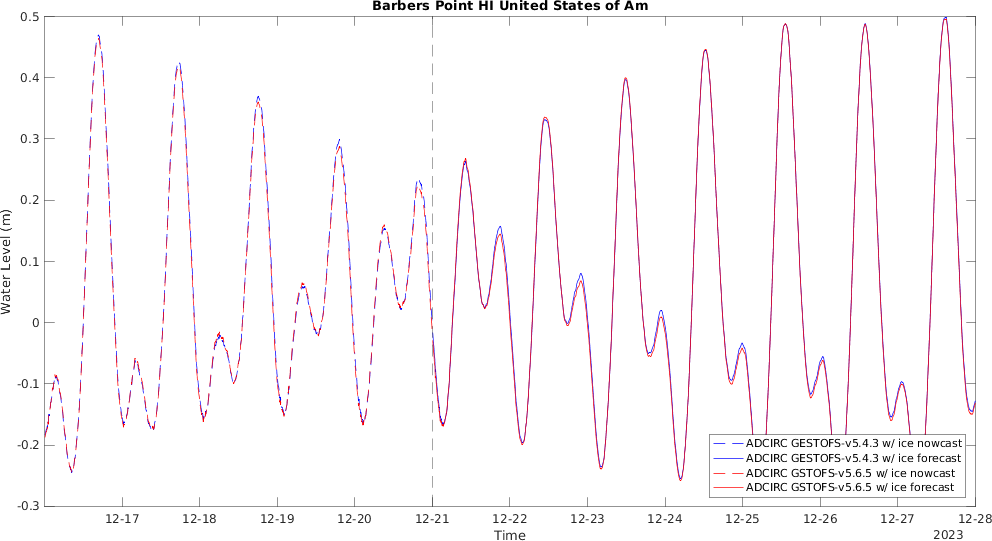 Barbers Point HI United States of Am
0.5
0.4
0.3
0.2
0.1
0
-0.1
-0.2
-0.3
Water Level (m)
12-17 12-18 12-19 12-20 12-21 12-22 12-23 12-24 12-25 12-26 12-27 12-28
Time
2023
ADCIRC GESTOFS-v5.4.3 w/ ice nowcast
ADCIRC GESTOFS-v5.4.3 w/ ice forecast
ADCIRC GSTOFS-v5.6.5 w/ ice nowcast
ADCIRC GSTOFS-v5.6.5 w/ ice forecast